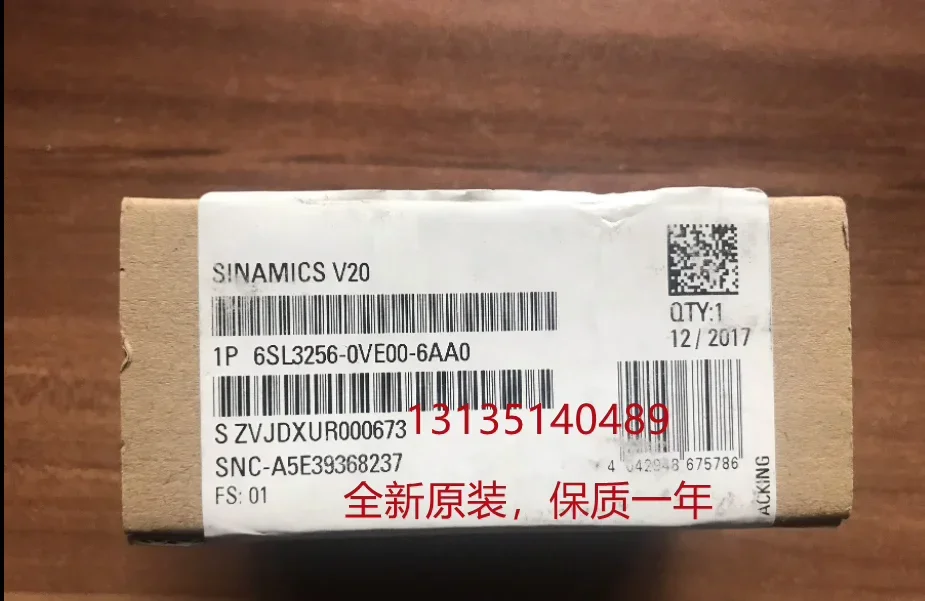 SINAMICS V20
QTY:1
12/2017
1P 6SL3256-0VE00-6AA0
13135140489
S ZVJDXUR000673
SNC-A5E39368237
4 042948 675786
FS: 01
全新原装，保质一年
ACKING